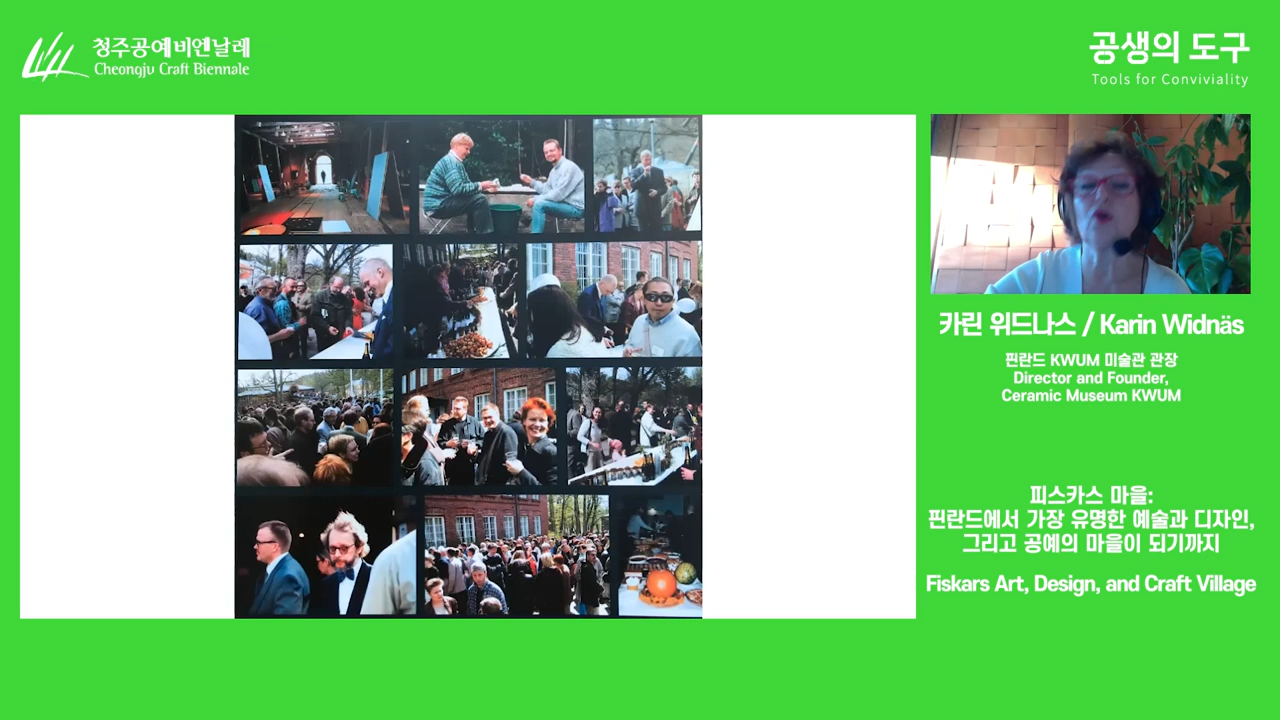 청주공예비엔날레
Cheongju Craft Biennale
공생의 도구
Tools for Conviviality
카린 위드나스 / Karin Widnäs
핀란드 KWUM 미술관 관장
Director and Founder,
Ceramic Museum KWUM
피스카스 마을:
핀란드에서 가장 유명한 예술과 디자인,
그리고 공예의 마을이 되기까지
Fiskars Art, Design, and Craft Village